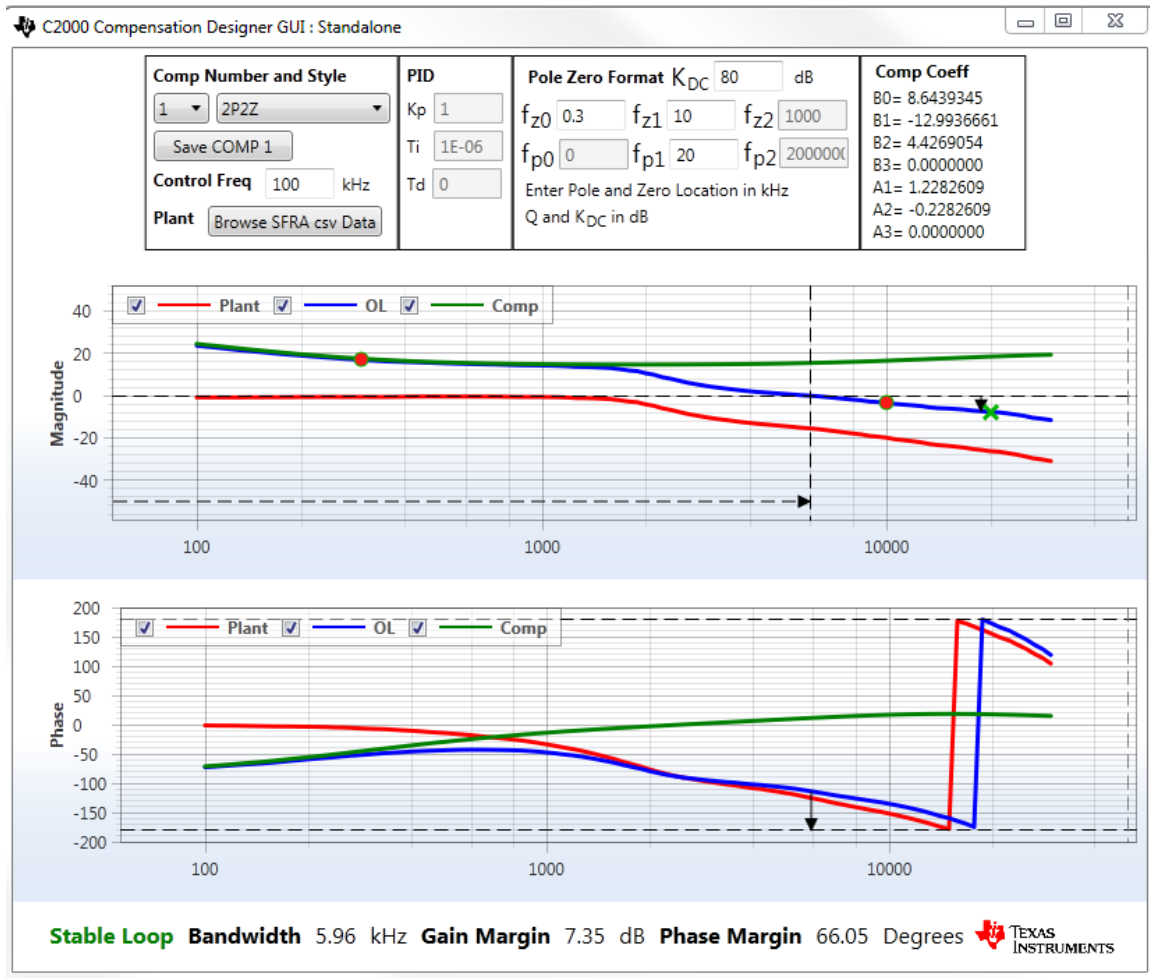 C2000 Compensation Designer GUI : Standalone
Comp Number and Style
1 2P2Z
Save COMP 1
Control Freq 100 kHz
Plant Browse SFRA csv Data
PID
Kp 1
Ti 1E-06
Td 0
Pole Zero Format KDC 80 dB
fz0 0.3 fz1 10 fz2 1000
fp0 0 fp1 20 fp2 2000000
Enter Pole and Zero Location in kHz
Q and KDC in dB
Comp Coeff
B0= 8.6439345
B1= -12.9936661
B2= 4.4269054
B3= 0.0000000
A1= 1.2282609
A2= -0.2282609
A3= 0.0000000
Plant OL Comp
Magnitude
40
20
0
-20
-40
100 1000 10000
Plant OL Comp
Phase
200
150
100
50
0
-50
-100
-150
-200
100 1000 10000
Stable Loop Bandwidth 5.96 kHz Gain Margin 7.35 dB Phase Margin 66.05 Degrees
TEXAS
INSTRUMENTS